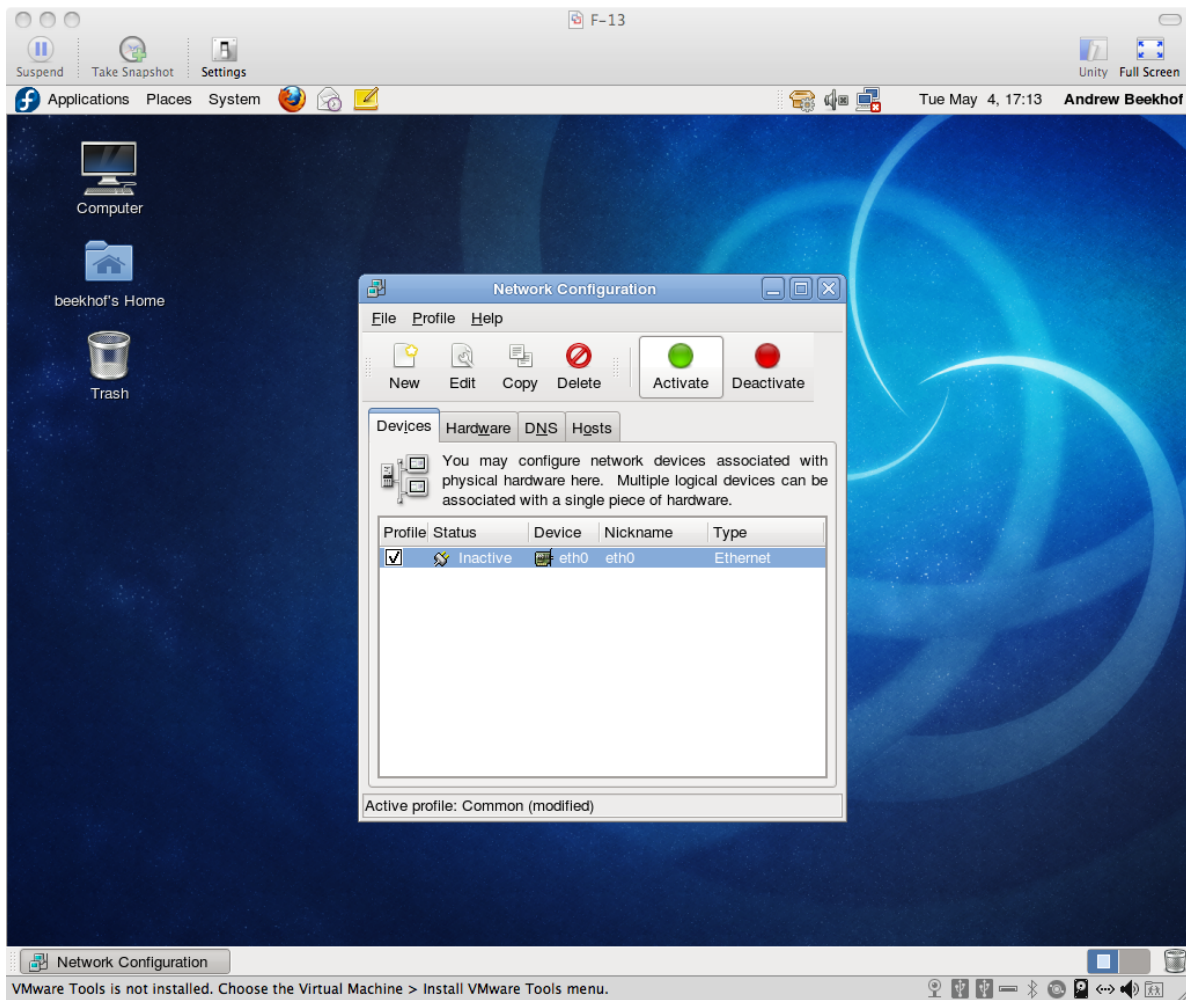 F-13
Suspend Take Snapshot Settings Unity Full Screen
Applications Places System Tue May 4, 17:13 Andrew Beekhof
Computer
beekhof's Home
Trash
Network Configuration
File Profile Help
New Edit Copy Delete Activate Deactivate
Devices Hardware DNS Hosts
You may configure network devices associated with
physical hardware here. Multiple logical devices can be
associated with a single piece of hardware.
Profile Status Device Nickname Type
Inactive eth0 eth0 Ethernet
Active profile: Common (modified)
Network Configuration
VMware Tools is not installed. Choose the Virtual Machine > Install VMware Tools menu.